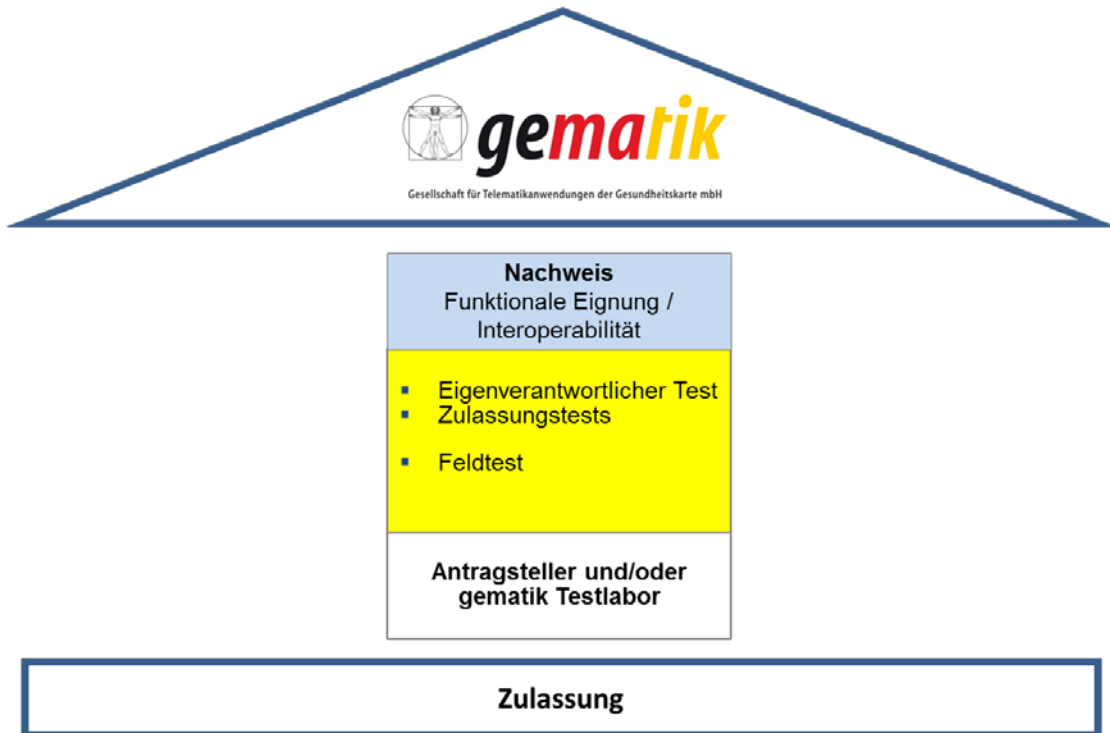 gematik
Gesellschaft für Telematikanwendungen der Gesundheitskarte mbH
Nachweis
Funktionale Eignung /
Interoperabilität
▪ Eigenverantwortlicher Test
▪ Zulassungstests
▪ Feldtest
Antragsteller und/oder
gematik Testlabor
Zulassung